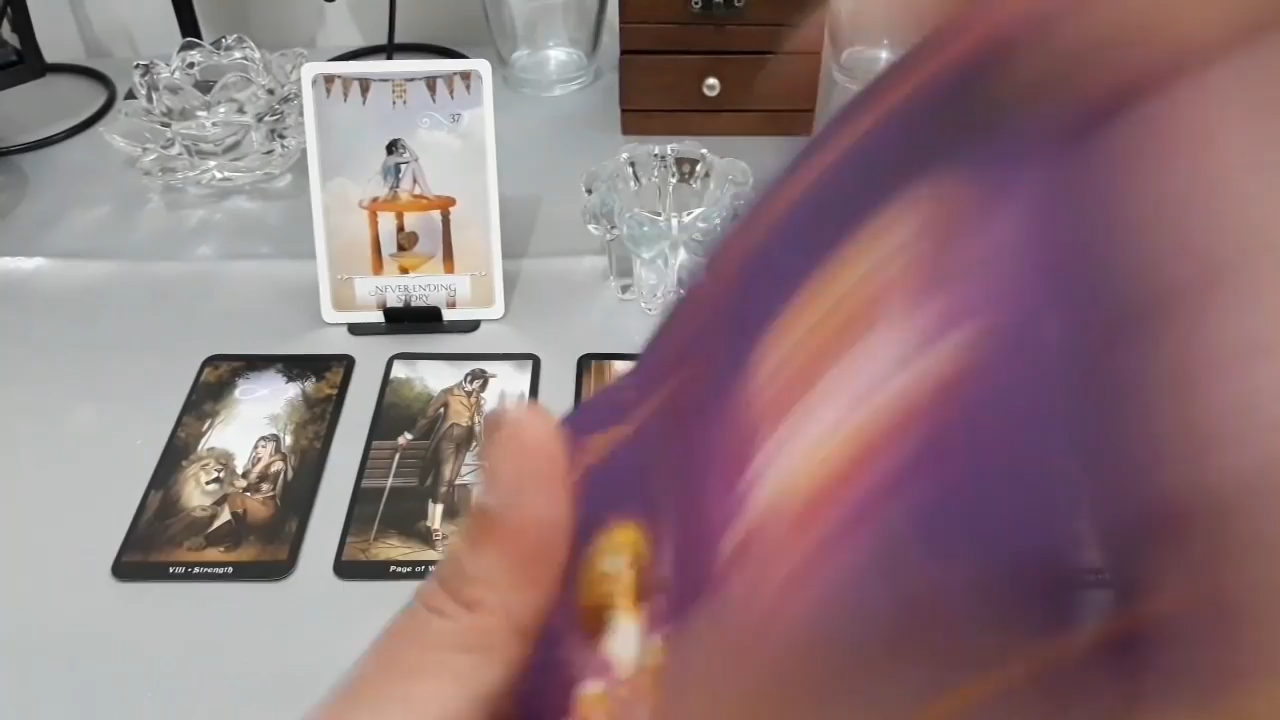 37
NEVER-ENDING
STORY
VIII • Strength
Page of W